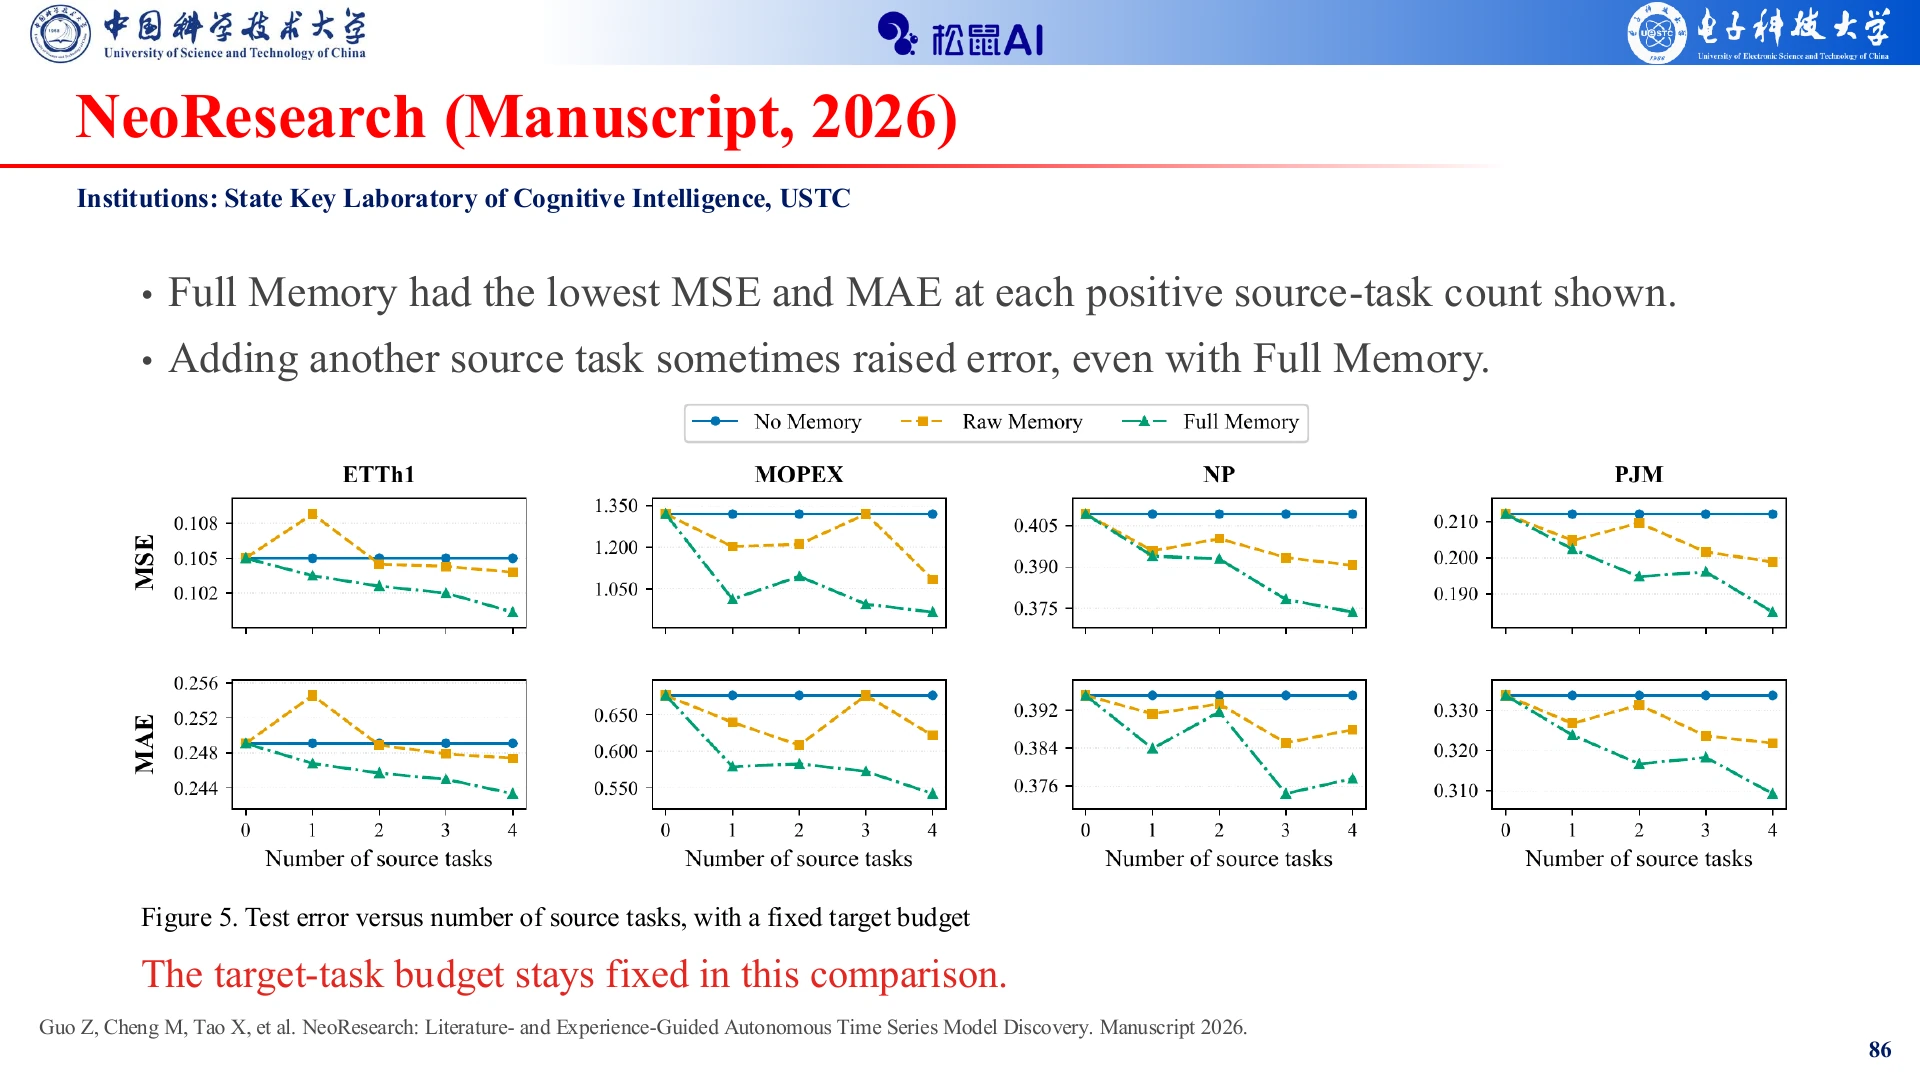 中国科学技术大学
University of Science and Technology of China
松鼠AI
电子科技大学
University of Electronic Science and Technology of China
NeoResearch (Manuscript, 2026)
Institutions: State Key Laboratory of Cognitive Intelligence, USTC
• Full Memory had the lowest MSE and MAE at each positive source-task count shown.
• Adding another source task sometimes raised error, even with Full Memory.
No Memory Raw Memory Full Memory
ETTh1 MOPEX NP PJM
MSE
0.108
0.105
0.102
1.350
1.200
1.050
0.405
0.390
0.375
0.210
0.200
0.190
MAE
0.256
0.252
0.248
0.244
0.650
0.600
0.550
0.392
0.384
0.376
0.330
0.320
0.310
0 1 2 3 4 0 1 2 3 4 0 1 2 3 4 0 1 2 3 4
Number of source tasks Number of source tasks Number of source tasks Number of source tasks
Figure 5. Test error versus number of source tasks, with a fixed target budget
The target-task budget stays fixed in this comparison.
Guo Z, Cheng M, Tao X, et al. NeoResearch: Literature- and Experience-Guided Autonomous Time Series Model Discovery. Manuscript 2026.
86